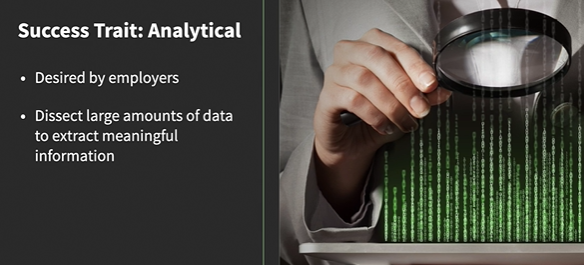 Success Trait: Analytical
• Desired by employers
• Dissect large amounts of data
to extract meaningful
information